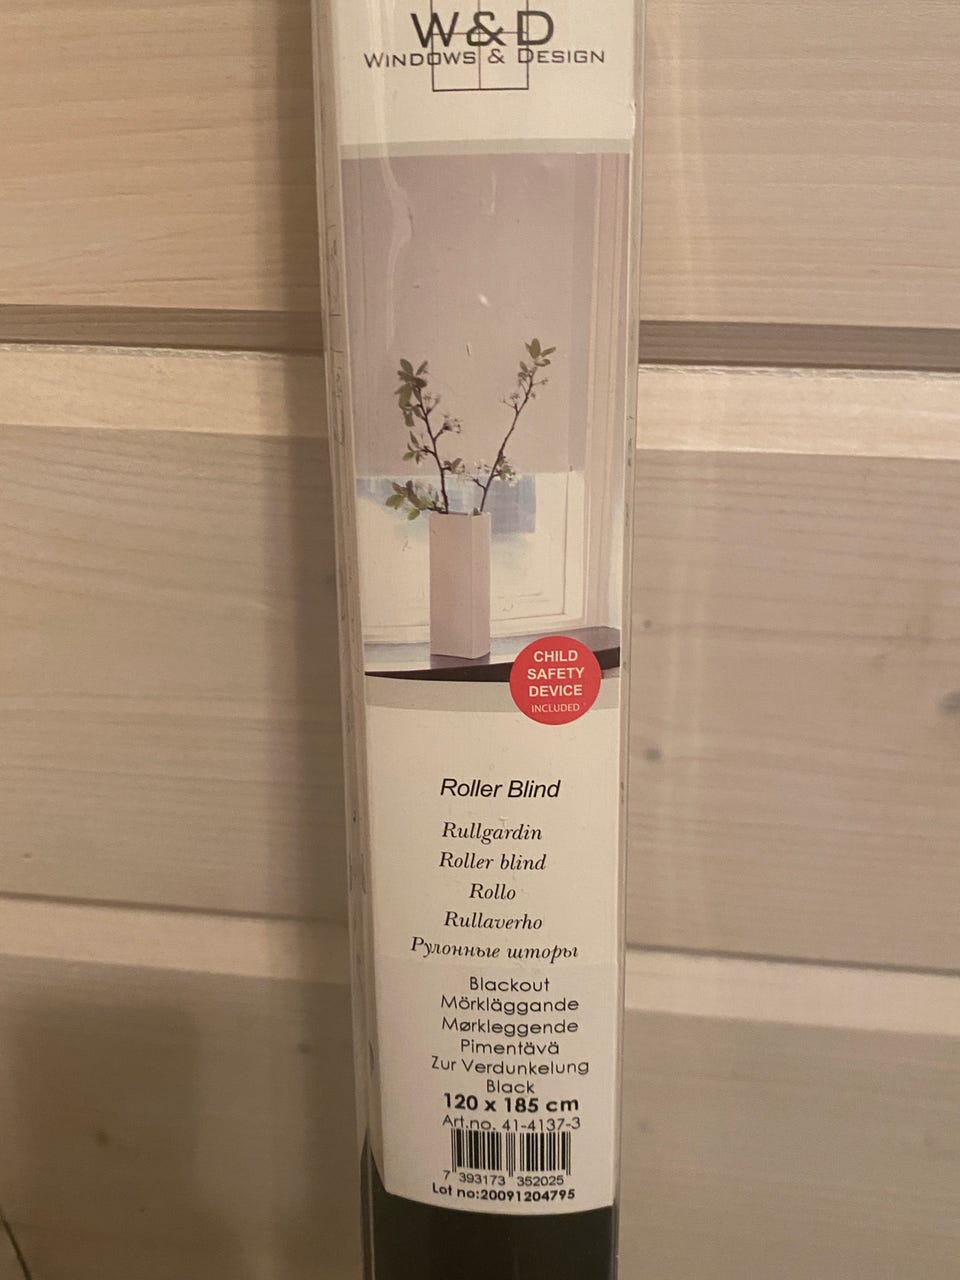 W&D
WINDOWS & DESIGN
CHILD
SAFETY
DEVICE
INCLUDED
Roller Blind
Rullgardin
Roller blind
Rollo
Rullaverho
Рулонные шторы
Blackout
Mörkläggande
Mørkleggende
Pimentävä
Zur Verdunkelung
Black
120 x 185 cm
Art.no. 41-4137-3
7 393173 352025
Lot no:20091204795